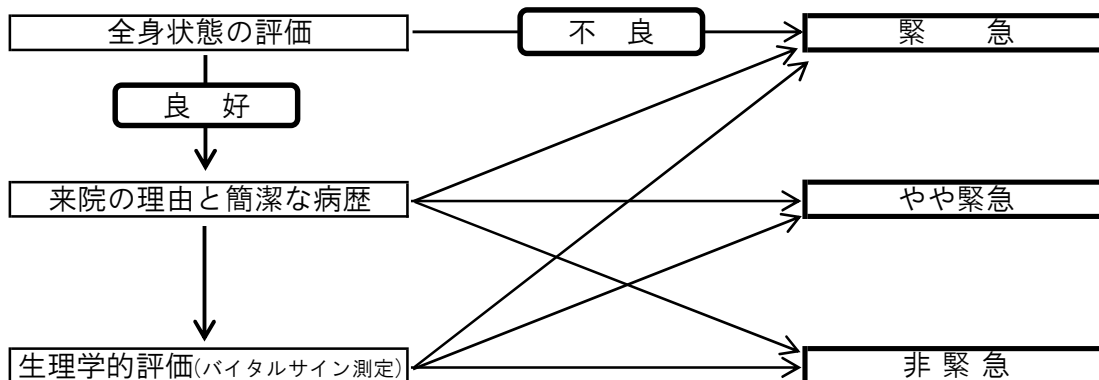 全身状態の評価
不 良
緊 急
良 好
来院の理由と簡潔な病歴
やや緊急
生理学的評価(バイタルサイン測定)
非緊急